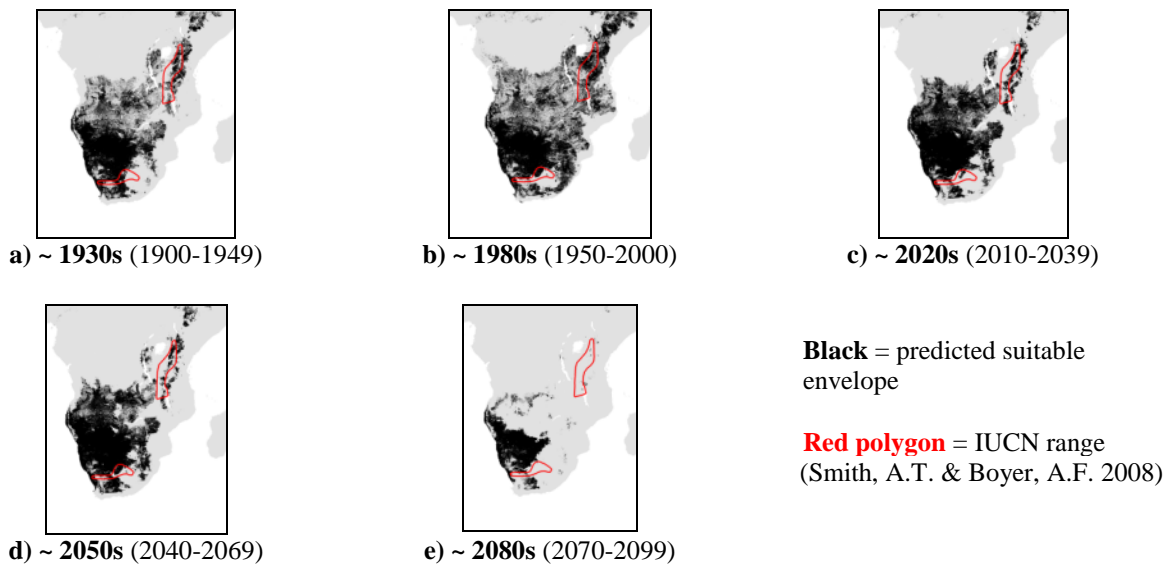 a) ~ 1930s (1900-1949)
b) ~ 1980s (1950-2000)
c) ~ 2020s (2010-2039)
d) ~ 2050s (2040-2069)
e) ~ 2080s (2070-2099)
Black = predicted suitable
envelope
Red polygon = IUCN range
(Smith, A.T. & Boyer, A.F. 2008)